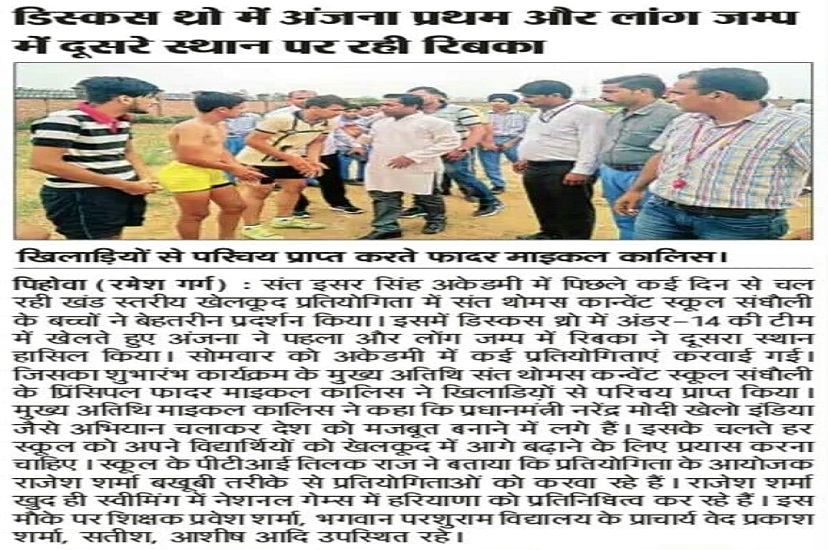 डिस्कस थ्रो में अंजना प्रथम और लांग जम्प
में दूसरे स्थान पर रही रिबका
खिलाड़ियों से परिचय प्राप्त करते फादर माइकल कालिस।
पिहोवा (रमेश गर्ग) : संत इसर सिंह अकेडमी में पिछले कई दिन से चल
रही खंड स्तरीय खेलकूद प्रतियोगिता में संत थोमस कान्वेंट स्कूल संधौली
के बच्चों ने बेहतरीन प्रदर्शन किया। इसमें डिस्कस थ्रो में अंडर-14 की टीम
में खेलते हुए अंजना ने पहला और लोंग जम्प में रिबका ने दूसरा स्थान
हासिल किया। सोमवार को अकेडमी में कई प्रतियोगिताएं करवाई गई।
जिसका शुभारंभ कार्यक्रम के मुख्य अतिथि संत थोमस कन्वेंट स्कूल संधौली
के प्रिंसिपल फादर माइकल कालिस ने खिलाडिय़ों से परिचय प्राप्त किया।
मुख्य अतिथि माइकल कालिस ने कहा कि प्रधानमंत्री नरेंद्र मोदी खेलो इंडिया
जैसे अभियान चलाकर देश को मजबूत बनाने में लगे हैं। इसके चलते हर
स्कूल को अपने विद्यार्थियों को खेलकूद में आगे बढ़ाने के लिए प्रयास करना
चाहिए। स्कूल के पीटीआई तिलक राज ने बताया कि प्रतियोगिता के आयोजक
राजेश शर्मा बखूबी तरीके से प्रतियोगिताओं को करवा रहे हैं। राजेश शर्मा
खुद ही स्वीमिंग में नेशनल गेम्स में हरियाणा को प्रतिनिधित्व कर रहे हैं। इस
मौके पर शिक्षक प्रवेश शर्मा, भगवान परशुराम विद्यालय के प्राचार्य वेद प्रकाश
शर्मा, सतीश, आशीष आदि उपस्थित रहे।